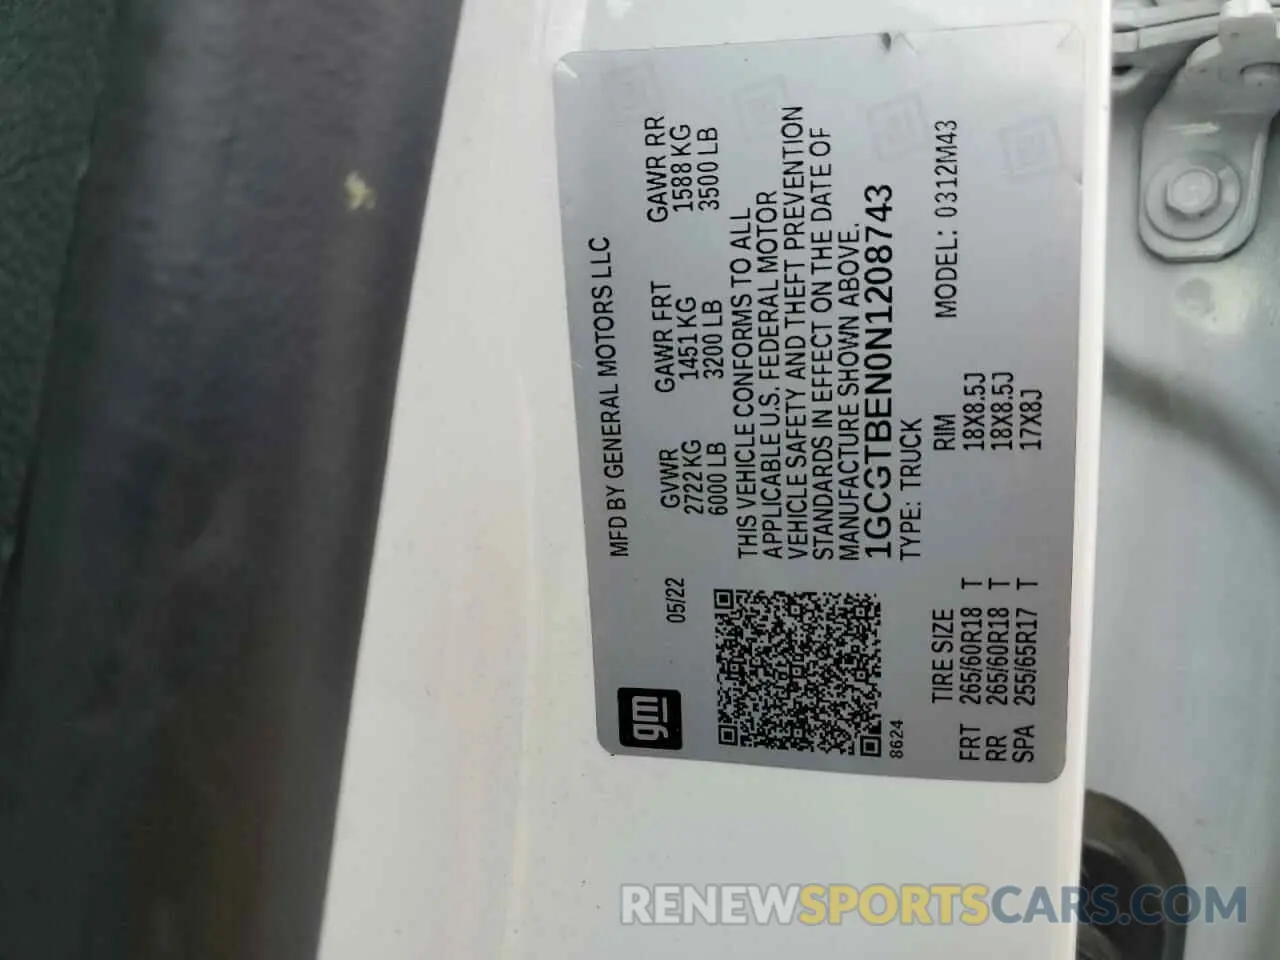 MFD BY GENERAL MOTORS LLC
05/22
GVWR GAWR FRT GAWR RR
2722 KG 1451 KG 1588 KG
6000 LB 3200 LB 3500 LB
THIS VEHICLE CONFORMS TO ALL
APPLICABLE U.S. FEDERAL MOTOR
VEHICLE SAFETY AND THEFT PREVENTION
STANDARDS IN EFFECT ON THE DATE OF
MANUFACTURE SHOWN ABOVE.
1GCGTBEN0N1208743
TYPE: TRUCK MODEL: 0312M43
gm
8624
TIRE SIZE RIM
FRT 265/60R18 T 18X8.5J
RR 265/60R18 T 18X8.5J
SPA 255/65R17 T 17X8J
RENEWSPORTSCARS.COM